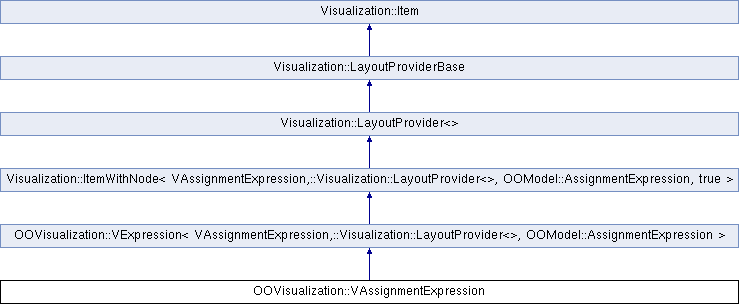 Visualization::Item
Visualization::LayoutProviderBase
Visualization::LayoutProvider<>
Visualization::ItemWithNode< VAssignmentExpression,::Visualization::LayoutProvider<>, OOModel::AssignmentExpression, true >
OOVisualization::VExpression< VAssignmentExpression,::Visualization::LayoutProvider<>, OOModel::AssignmentExpression >
OOVisualization::VAssignmentExpression